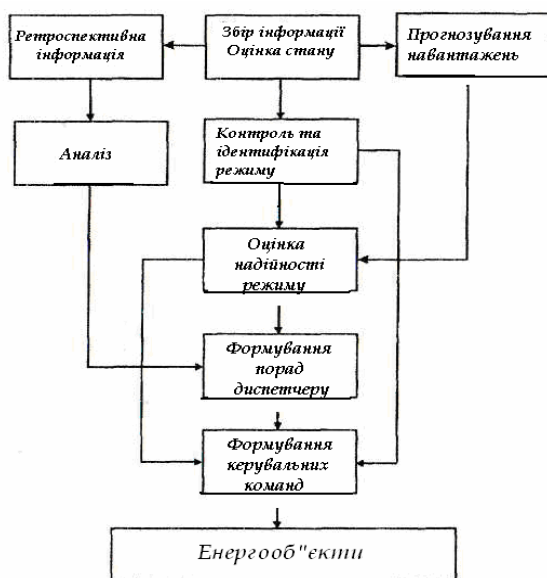 Ретроспективна
інформація
Збір інформації
Оцінка стану
Прогнозування
навантажень
Аналіз
Контроль та
ідентифікація
режиму
Оцінка
надійності
режиму
Формування
порад
диспетчеру
Формування
керувальних
команд
Енергооб"єкти